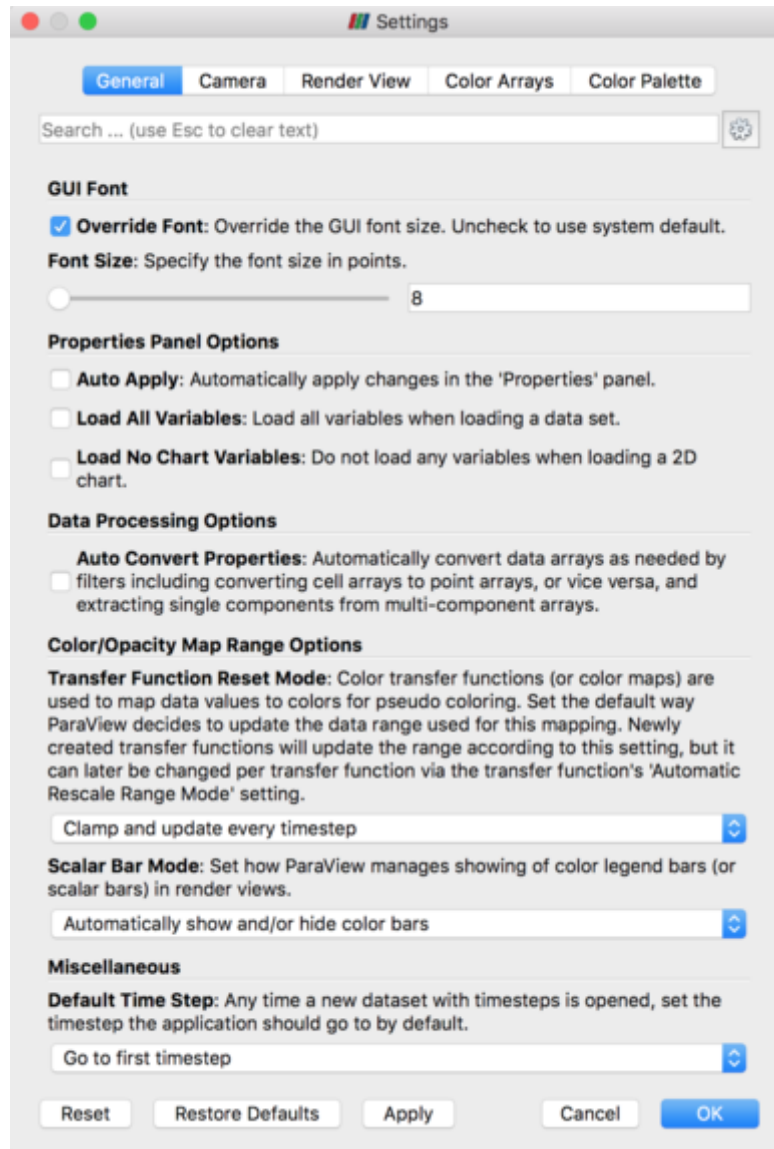 Settings
General Camera Render View Color Arrays Color Palette
Search ... (use Esc to clear text)
GUI Font
Override Font: Override the GUI font size. Uncheck to use system default.
Font Size: Specify the font size in points.
8
Properties Panel Options
Auto Apply: Automatically apply changes in the 'Properties' panel.
Load All Variables: Load all variables when loading a data set.
Load No Chart Variables: Do not load any variables when loading a 2D
chart.
Data Processing Options
Auto Convert Properties: Automatically convert data arrays as needed by
filters including converting cell arrays to point arrays, or vice versa, and
extracting single components from multi-component arrays.
Color/Opacity Map Range Options
Transfer Function Reset Mode: Color transfer functions (or color maps) are
used to map data values to colors for pseudo coloring. Set the default way
ParaView decides to update the data range used for this mapping. Newly
created transfer functions will update the range according to this setting, but it
can later be changed per transfer function via the transfer function's 'Automatic
Rescale Range Mode' setting.
Clamp and update every timestep
Scalar Bar Mode: Set how ParaView manages showing of color legend bars (or
scalar bars) in render views.
Automatically show and/or hide color bars
Miscellaneous
Default Time Step: Any time a new dataset with timesteps is opened, set the
timestep the application should go to by default.
Go to first timestep
Reset Restore Defaults Apply Cancel OK